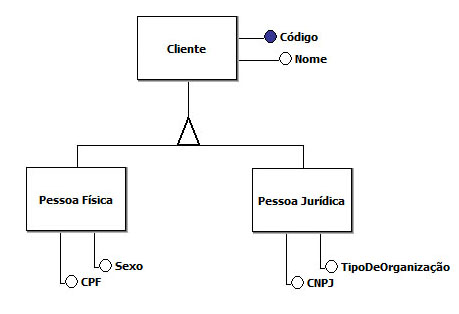 Cliente
Código
Nome
Pessoa Física
Pessoa Jurídica
Sexo
CPF
TipoDeOrganização
CNPJ